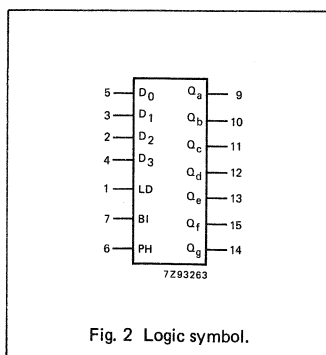 5 D0 Qa 9
3 D1 Qb 10
2 D2 Qc 11
4 D3 Qd 12
1 LD Qe 13
7 BI Qf 15
6 PH Qg 14
7Z93263
Fig. 2 Logic symbol.